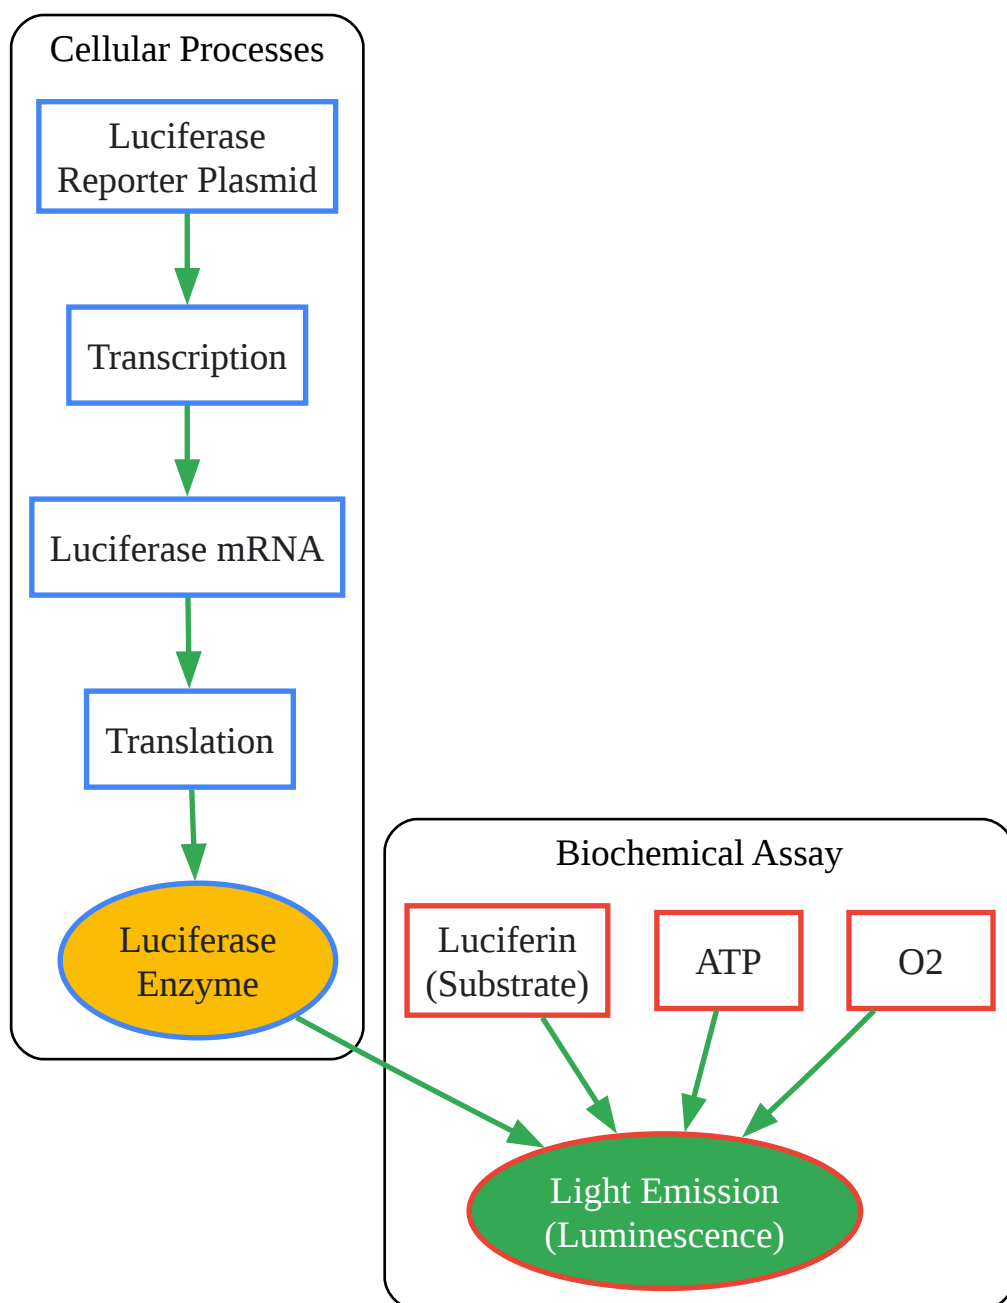 Cellular Processes
Luciferase
Reporter Plasmid
Transcription
Luciferase mRNA
Translation
Luciferase
Enzyme
Biochemical Assay
Luciferin
(Substrate)
ATP
O2
Light Emission
(Luminescence)